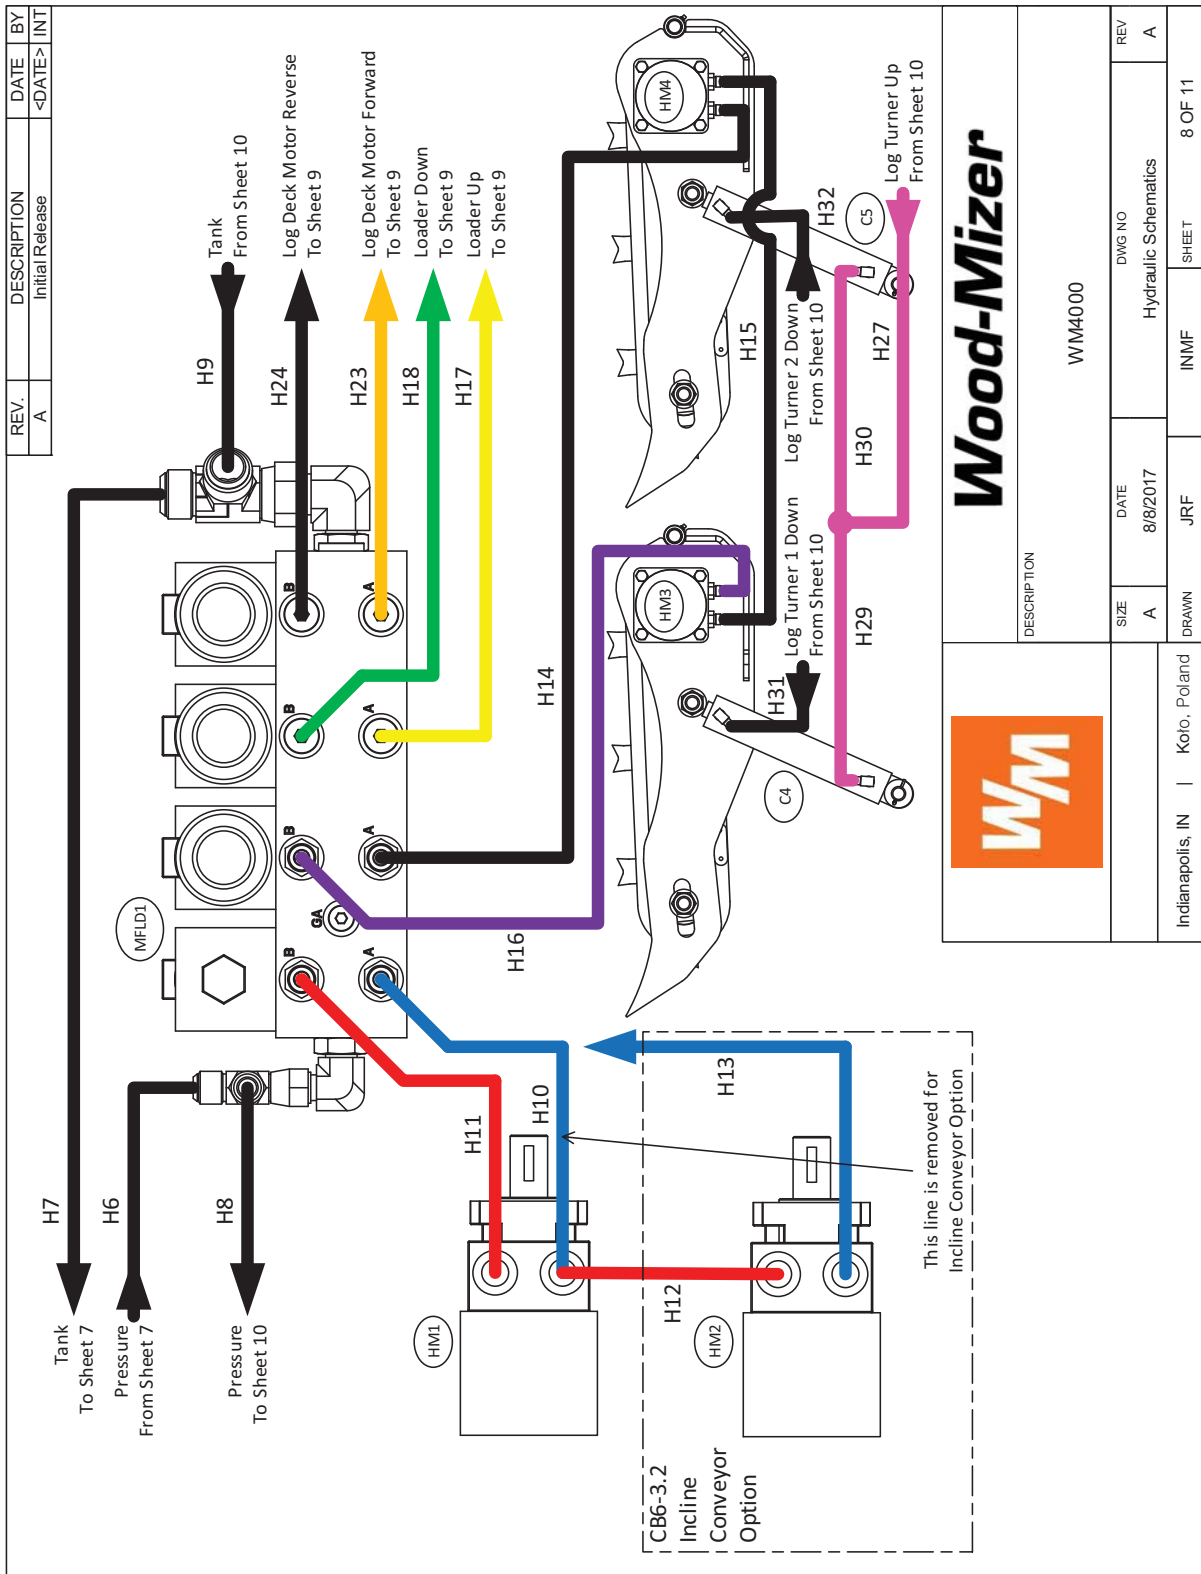 REV.
DESCRIPTION
DATE
BY
A
Initial Release
<DATE>
INT
Tank
To Sheet 7
H7
Pressure
From Sheet 7
H6
Pressure
To Sheet 10
H8
MFLD1
B
B
B
B
GA
A
A
A
A
H9
Tank
From Sheet 10
H24
Log Deck Motor Reverse
To Sheet 9
H23
Log Deck Motor Forward
To Sheet 9
H18
Loader Down
To Sheet 9
H17
Loader Up
To Sheet 9
H11
H10
H16
H14
HM1
HM3
HM4
H12
H13
HM2
H15
H31
Log Turner 1 Down
From Sheet 10
Log Turner 2 Down
From Sheet 10
H32
C4
C5
H29
H30
H27
Log Turner Up
From Sheet 10
CB6-3.2
Incline
Conveyor
Option
This line is removed for
Incline Conveyor Option
WM
Wood-Mizer
Indianapolis, IN | Koło, Poland
DESCRIPTION
WM4000
SIZE
A
DATE
8/8/2017
DWG NO
Hydraulic Schematics
REV
A
DRAWN
JRF
INMF
SHEET
8 OF 11